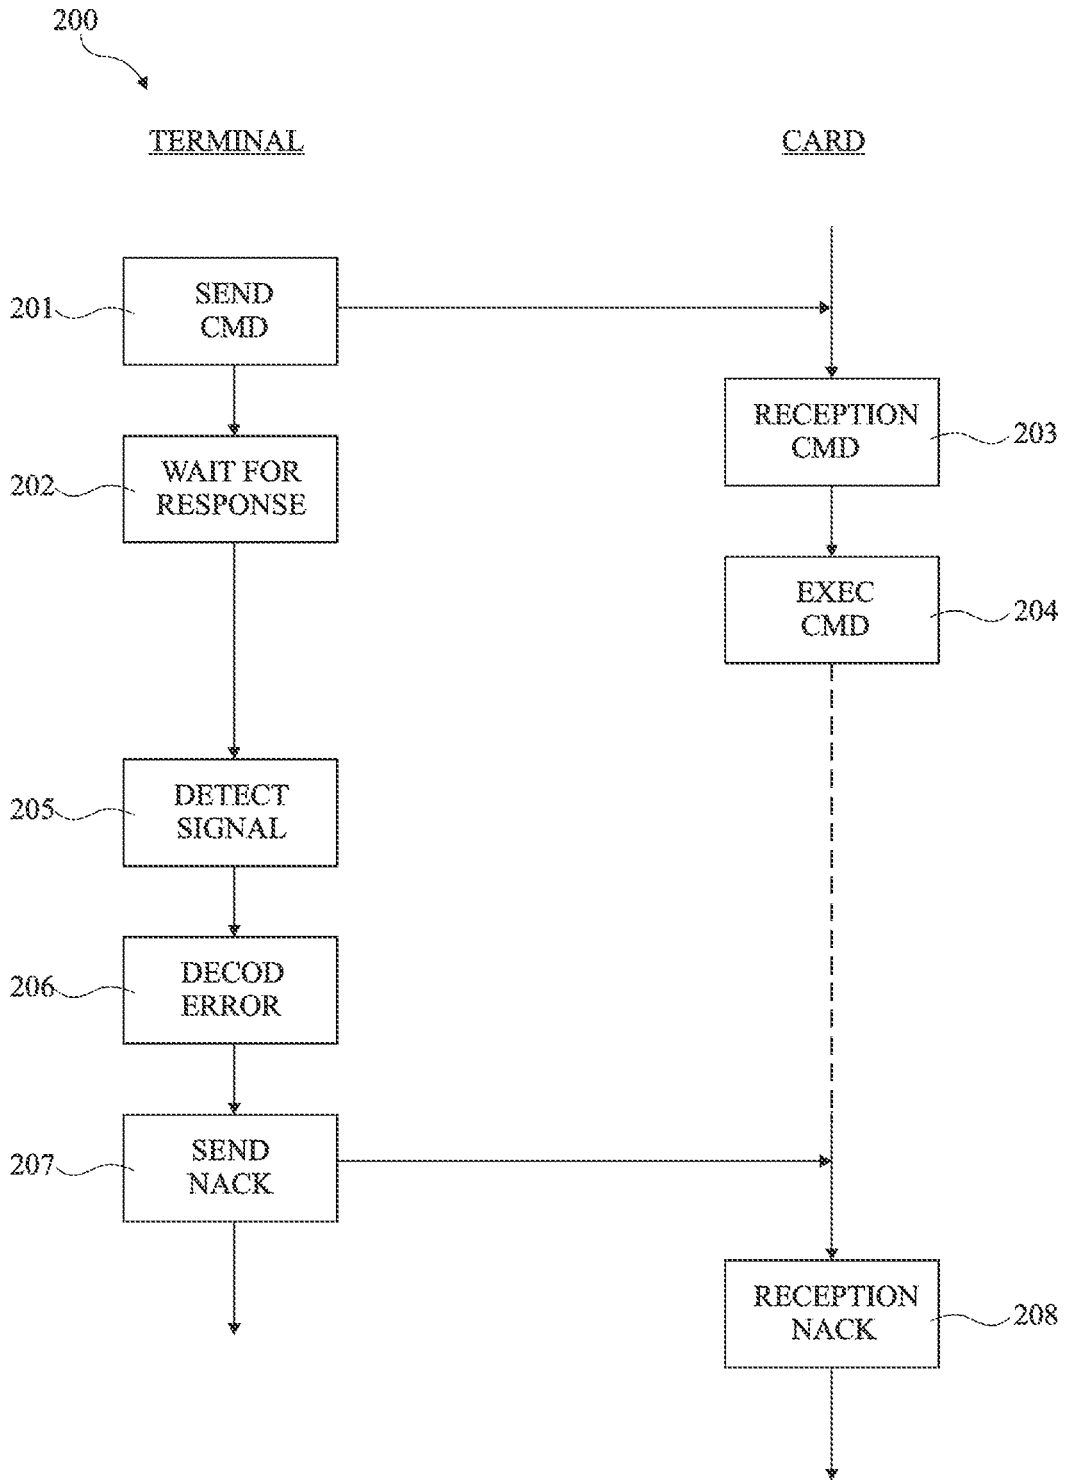 200
TERMINAL
CARD
201
SEND
CMD
202
WAIT FOR
RESPONSE
RECEPTION
CMD
203
EXEC
CMD
204
205
DETECT
SIGNAL
206
DECOD
ERROR
207
SEND
NACK
RECEPTION
NACK
208